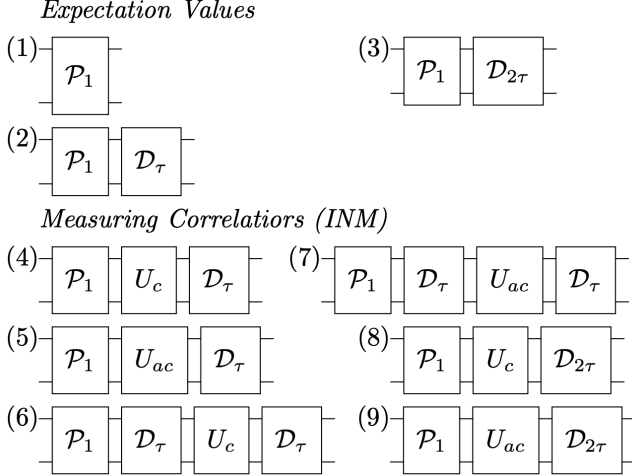 Expectation Values
(1) 𝒫₁
(3) 𝒫₁ 𝒟₂τ
(2) 𝒫₁ 𝒟τ
Measuring Correlatiors (INM)
(4) 𝒫₁ Uc 𝒟τ
(7) 𝒫₁ 𝒟τ Uac 𝒟τ
(5) 𝒫₁ Uac 𝒟τ
(8) 𝒫₁ Uc 𝒟₂τ
(6) 𝒫₁ 𝒟τ Uc 𝒟τ
(9) 𝒫₁ Uac 𝒟₂τ